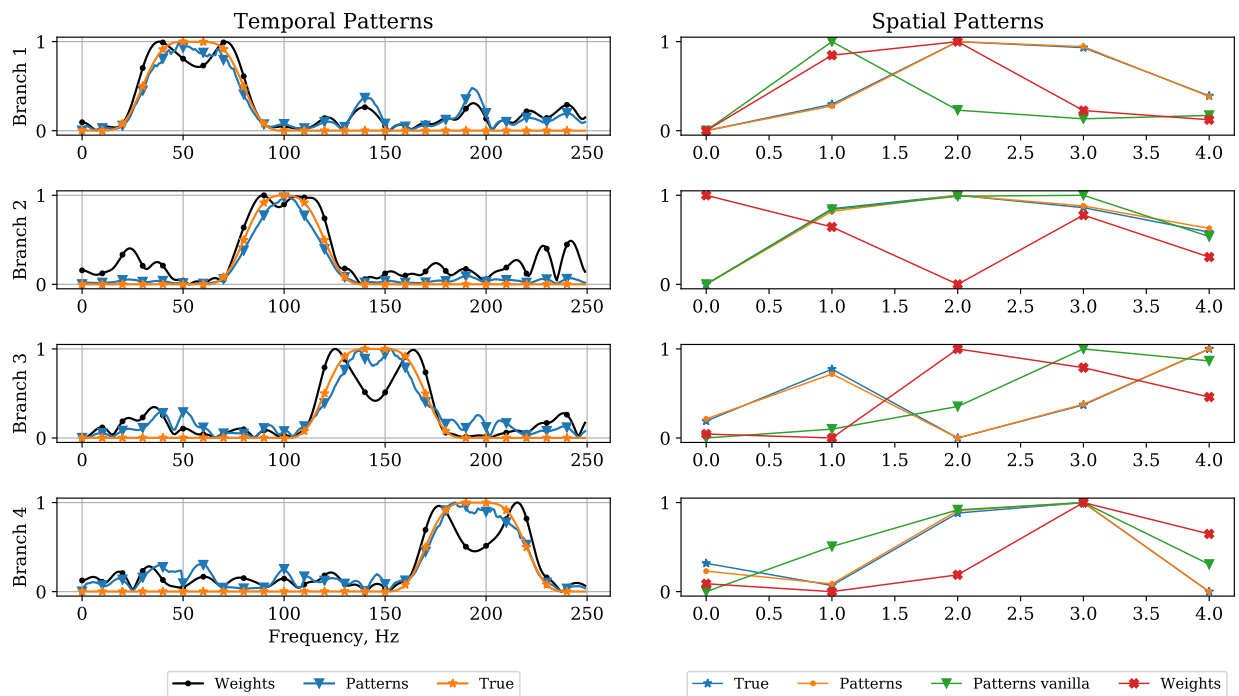 Temporal Patterns
Spatial Patterns
Branch 1
1
0
0 50 100 150 200 250
1
0
0.0 0.5 1.0 1.5 2.0 2.5 3.0 3.5 4.0
Branch 2
1
0
0 50 100 150 200 250
1
0
0.0 0.5 1.0 1.5 2.0 2.5 3.0 3.5 4.0
Branch 3
1
0
0 50 100 150 200 250
1
0
0.0 0.5 1.0 1.5 2.0 2.5 3.0 3.5 4.0
Branch 4
1
0
0 50 100 150 200 250
Frequency, Hz
1
0
0.0 0.5 1.0 1.5 2.0 2.5 3.0 3.5 4.0
Weights Patterns True
True Patterns Patterns vanilla Weights